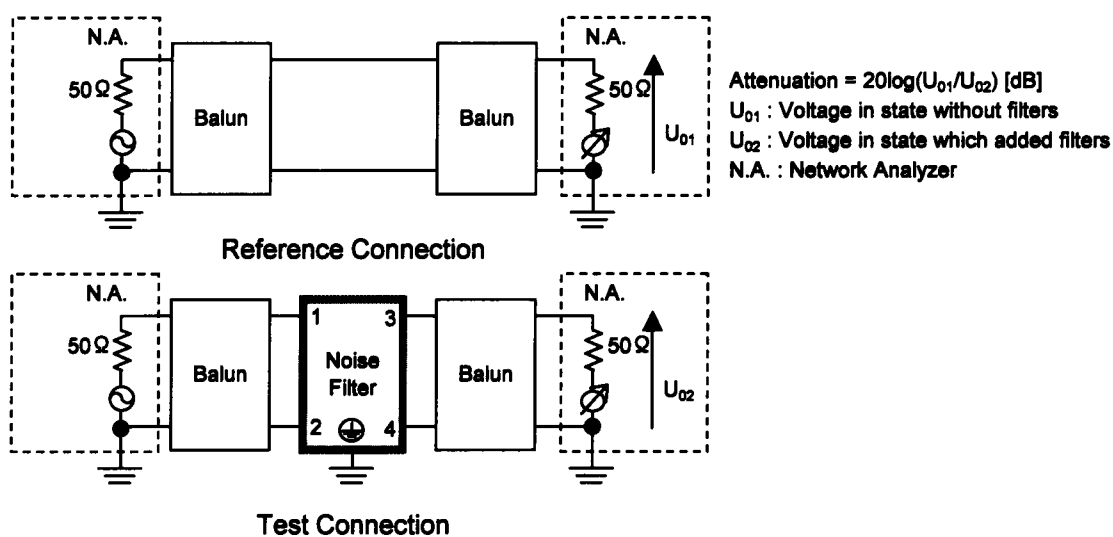 N.A.
N.A.
50Ω
Balun
Balun
50Ω
U01
Attenuation = 20log(U01/U02) [dB]
U01 : Voltage in state without filters
U02 : Voltage in state which added filters
N.A. : Network Analyzer
Reference Connection
N.A.
N.A.
50Ω
Balun
1
3
Noise
Filter
2
4
Balun
50Ω
U02
Test Connection